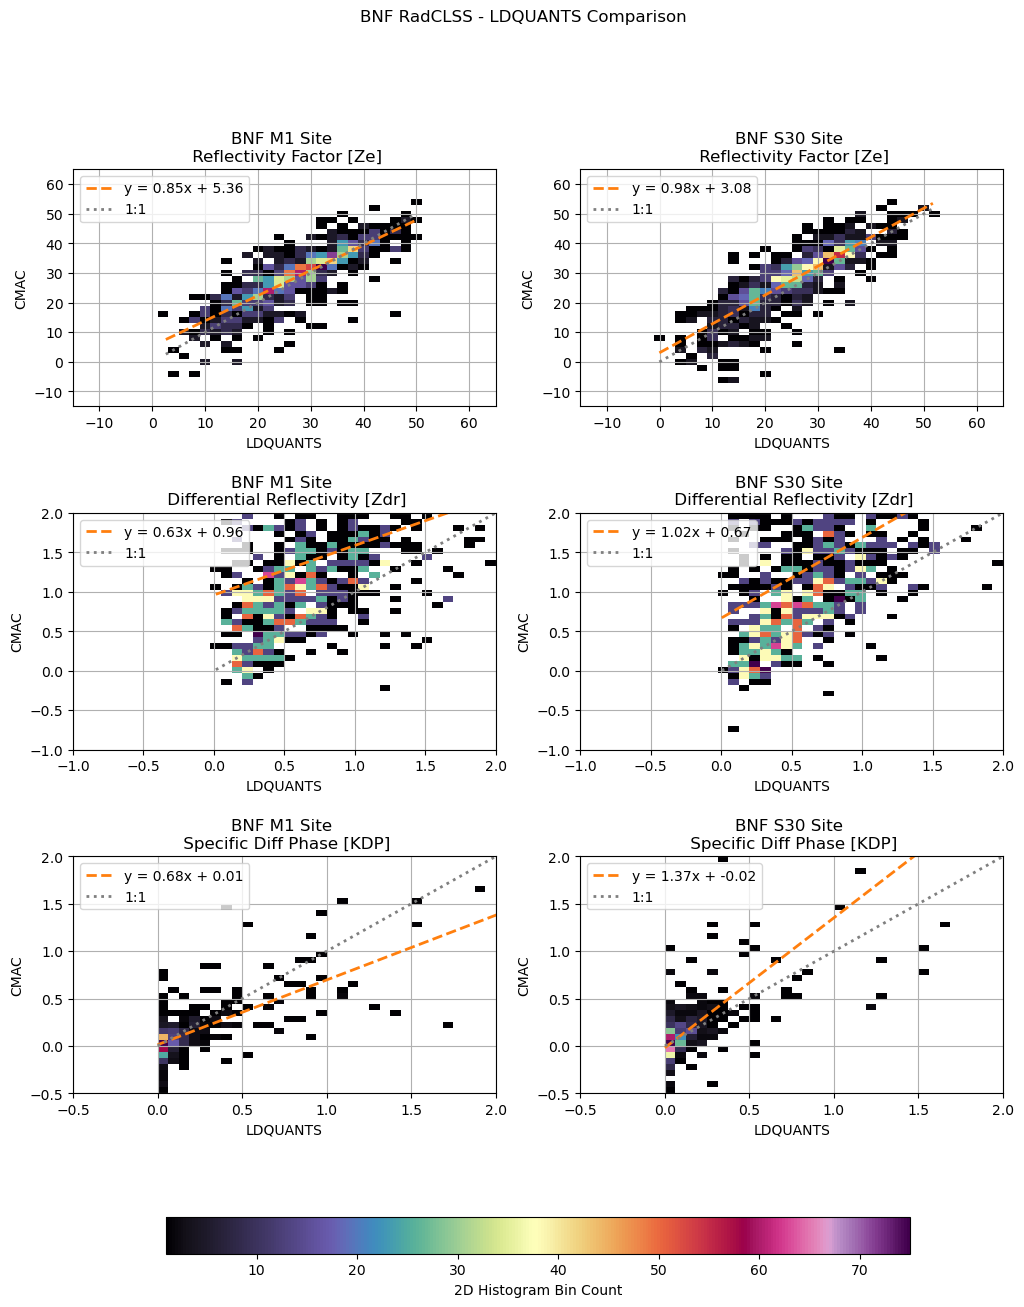 BNF RadCLSS - LDQUANTS Comparison
BNF M1 Site
Reflectivity Factor [Ze]
y = 0.85x + 5.36
1:1
60
50
40
30
20
10
0
−10
CMAC
−10 0 10 20 30 40 50 60
LDQUANTS
BNF S30 Site
Reflectivity Factor [Ze]
y = 0.98x + 3.08
1:1
60
50
40
30
20
10
0
−10
CMAC
−10 0 10 20 30 40 50 60
LDQUANTS
BNF M1 Site
Differential Reflectivity [Zdr]
y = 0.63x + 0.96
1:1
2.0
1.5
1.0
0.5
0.0
−0.5
−1.0
CMAC
−1.0 −0.5 0.0 0.5 1.0 1.5 2.0
LDQUANTS
BNF S30 Site
Differential Reflectivity [Zdr]
y = 1.02x + 0.67
1:1
2.0
1.5
1.0
0.5
0.0
−0.5
−1.0
CMAC
−1.0 −0.5 0.0 0.5 1.0 1.5 2.0
LDQUANTS
BNF M1 Site
Specific Diff Phase [KDP]
y = 0.68x + 0.01
1:1
2.0
1.5
1.0
0.5
0.0
−0.5
CMAC
−0.5 0.0 0.5 1.0 1.5 2.0
LDQUANTS
BNF S30 Site
Specific Diff Phase [KDP]
y = 1.37x + -0.02
1:1
2.0
1.5
1.0
0.5
0.0
−0.5
CMAC
−0.5 0.0 0.5 1.0 1.5 2.0
LDQUANTS
10 20 30 40 50 60 70
2D Histogram Bin Count